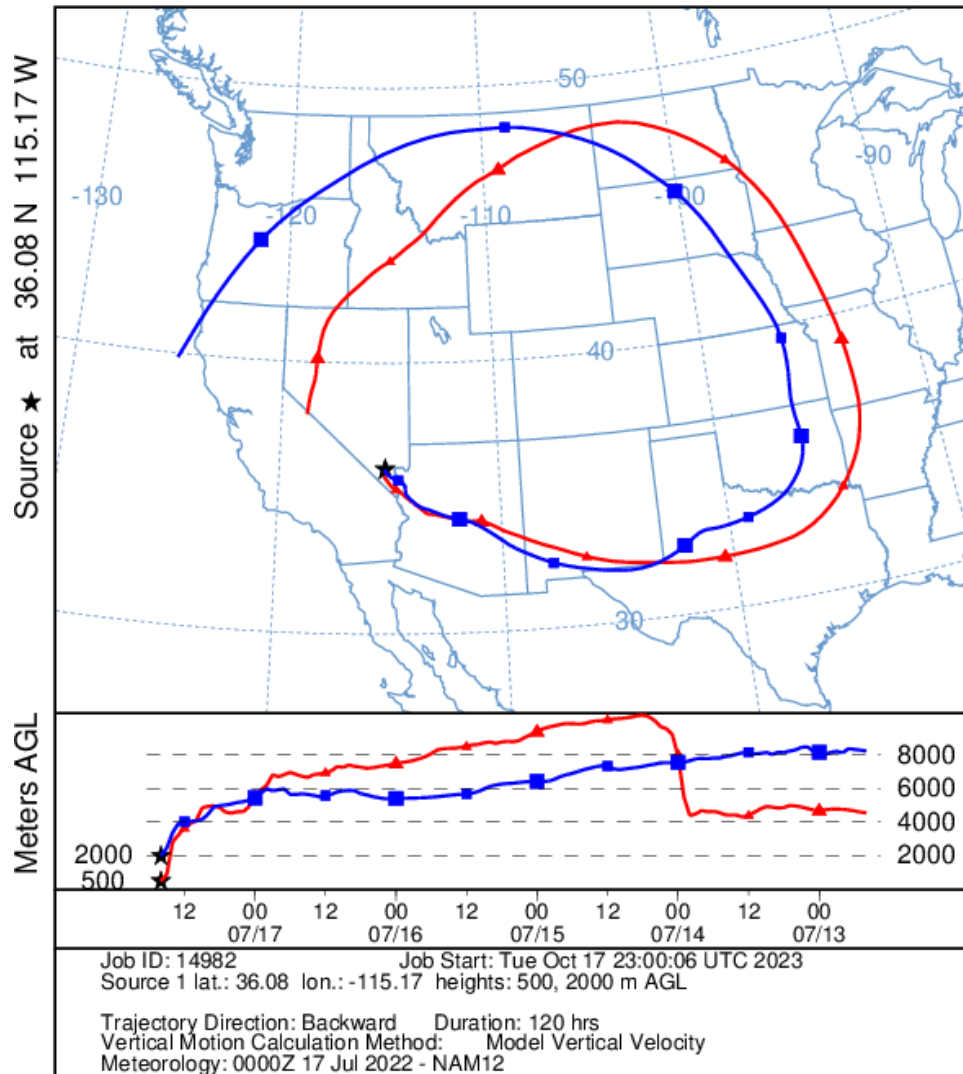 Source ★ at 36.08 N 115.17 W
50
-90
-130
-100
-120
-110
40
30
Meters AGL
8000
6000
4000
2000
2000
500
12 00 12 00 12 00 12 00 12 00
07/17 07/16 07/15 07/14 07/13
Job ID: 14982 Job Start: Tue Oct 17 23:00:06 UTC 2023
Source 1 lat.: 36.08 lon.: -115.17 heights: 500, 2000 m AGL
Trajectory Direction: Backward Duration: 120 hrs
Vertical Motion Calculation Method: Model Vertical Velocity
Meteorology: 0000Z 17 Jul 2022 - NAM12